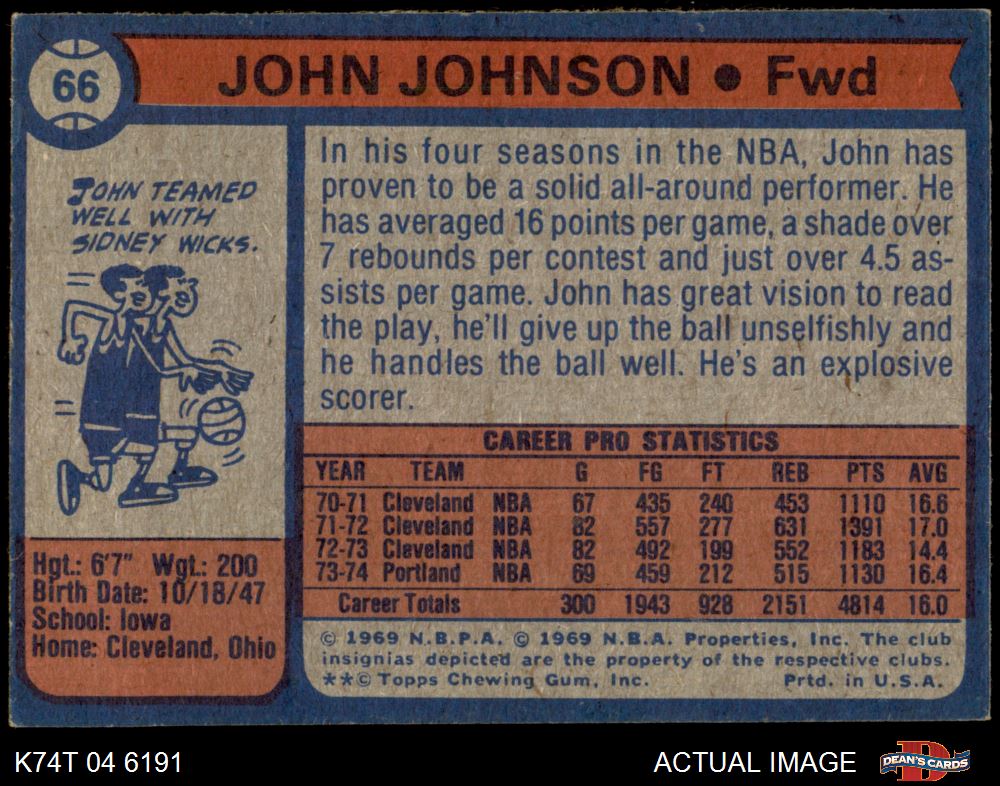 66
JOHN JOHNSON ● Fwd
JOHN TEAMED
WELL WITH
SIDNEY WICKS.
In his four seasons in the NBA, John has
proven to be a solid all-around performer. He
has averaged 16 points per game, a shade over
7 rebounds per contest and just over 4.5 as-
sists per game. John has great vision to read
the play, he'll give up the ball unselfishly and
he handles the ball well. He's an explosive
scorer.
CAREER PRO STATISTICS
YEAR TEAM G FG FT REB PTS AVG
70-71 Cleveland NBA 67 435 240 453 1110 16.6
71-72 Cleveland NBA 82 557 277 631 1391 17.0
72-73 Cleveland NBA 82 492 199 552 1183 14.4
73-74 Portland NBA 69 459 212 515 1130 16.4
Career Totals 300 1943 928 2151 4814 16.0
Hgt.: 6'7" Wgt.: 200
Birth Date: 10/18/47
School: Iowa
Home: Cleveland, Ohio
© 1969 N.B.P.A. © 1969 N.B.A. Properties, Inc. The club
insignias depicted are the property of the respective clubs.
**© Topps Chewing Gum, Inc. Prtd. in U.S.A.
K74T 04 6191
ACTUAL IMAGE
D
DEAN'S CARDS